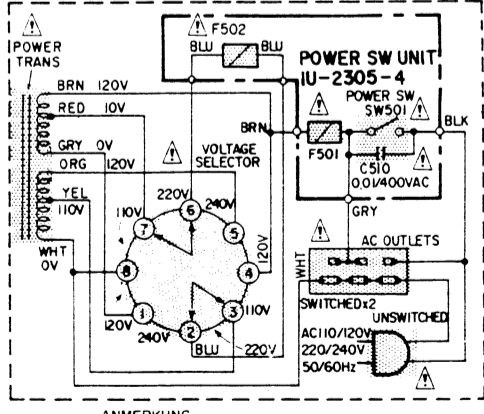 F502
POWER
TRANS
BLU
BLU
POWER SW UNIT
1U-2305-4
POWER SW
SW501
BRN 120V
RED 10V
GRY 0V
ORG 120V
YEL
110V
WHT
0V
BRN
BLK
F501
C510
0,01/400VAC
GRY
VOLTAGE
SELECTOR
220V
240V
110V
120V
110V
120V
240V
220V
BLU
1
2
3
4
5
6
7
8
WHT
AC OUTLETS
SWITCHED x2
UNSWITCHED
AC110/120V
220/240V
50/60Hz
ANMERKUNG